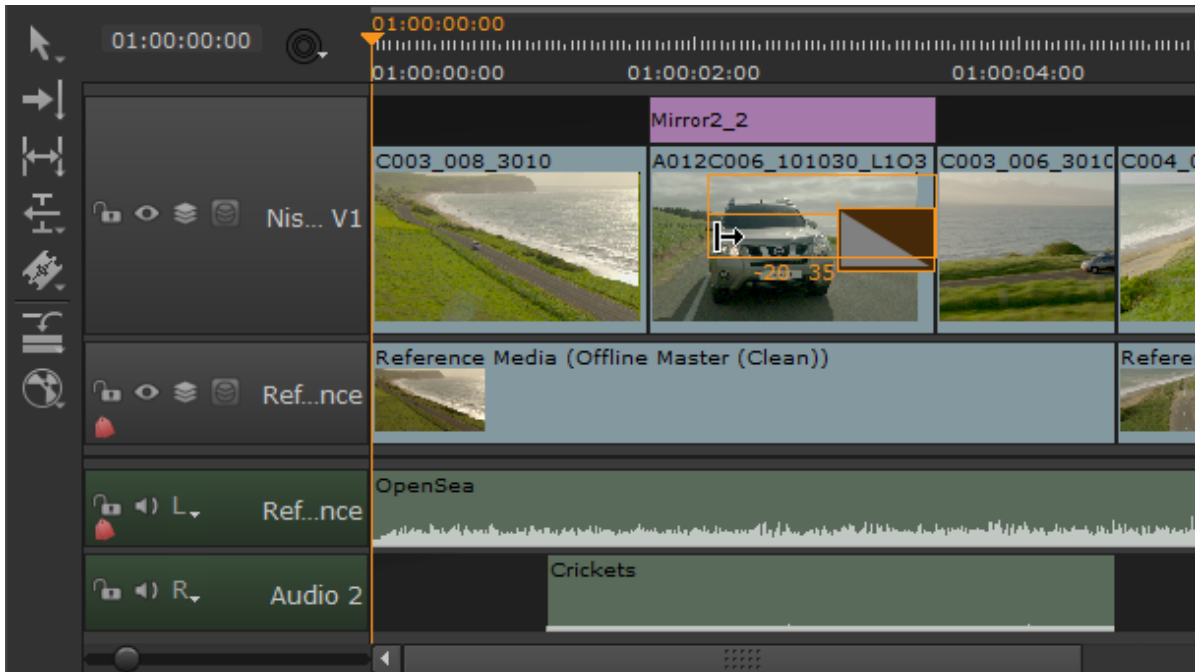 01:00:00:00
01:00:00:00
01:00:00:00 01:00:02:00 01:00:04:00
Mirror2_2
C003_008_3010 A012C006_101030_L1O3 C003_006_3010 C004_0
Nis... V1
-20 35
Reference Media (Offline Master (Clean)) Refere
Ref...nce
OpenSea
L Ref...nce
Crickets
R Audio 2